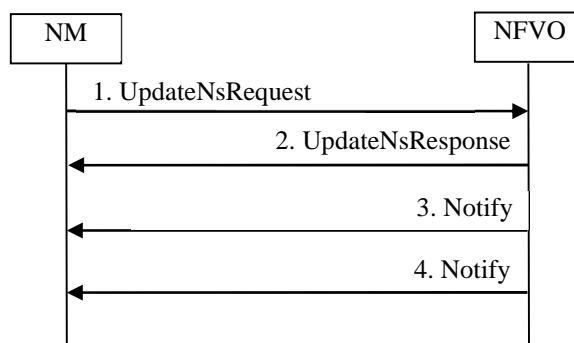 NM
NFVO
1. UpdateNsRequest
2. UpdateNsResponse
3. Notify
4. Notify